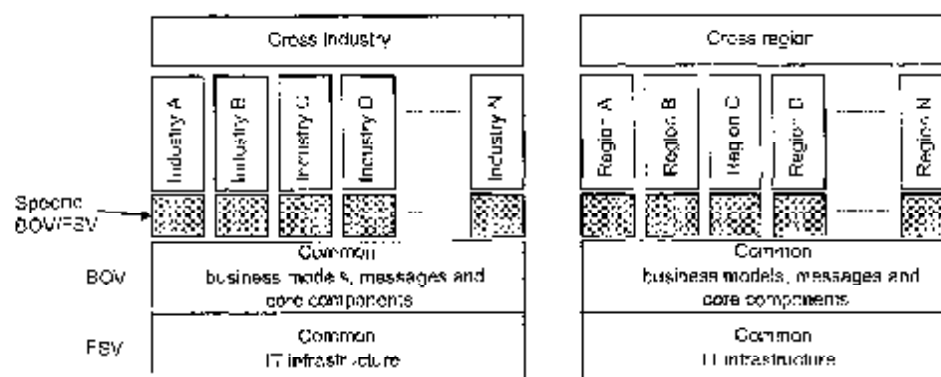 Cross industry
Cross region
Industry A
Industry B
Industry C
Industry D
Industry N
Region A
Region B
Region C
Region D
Region N
Specific
BOV/FSV
BOV
Common
business models, messages and
core components
Common
business models, messages and
core components
FSV
Common
IT infrastructure
Common
IT infrastructure